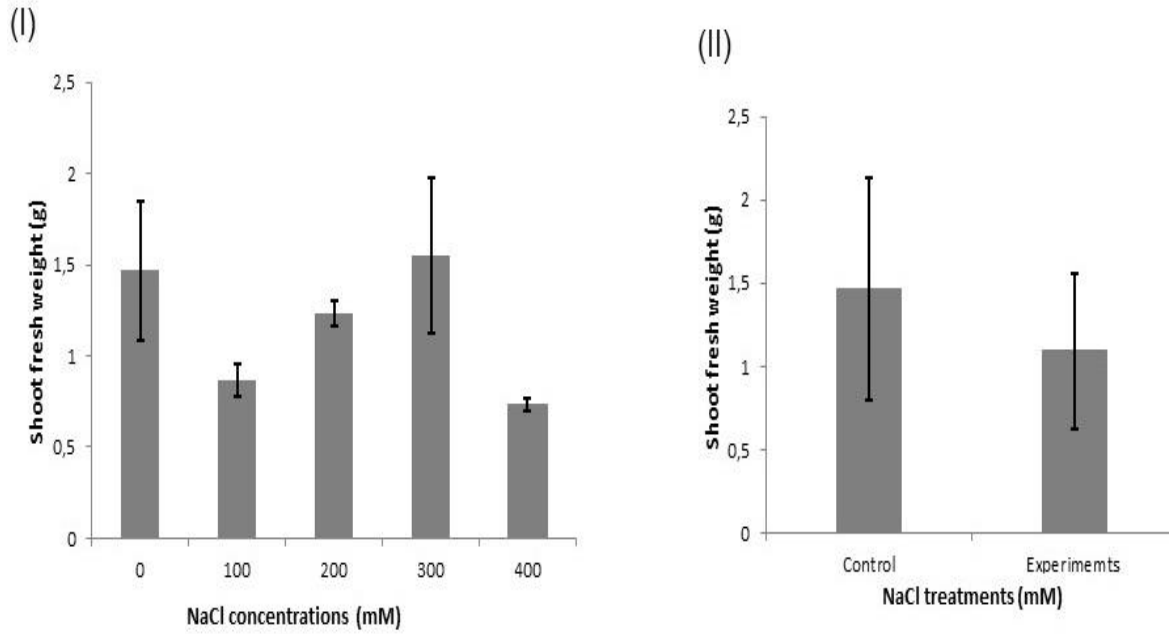 (I)
2,5
2
1,5
1
0,5
0
Shoot fresh weight (g)
0 100 200 300 400
NaCl concentrations (mM)
(II)
2,5
2
1,5
1
0,5
0
Shoot fresh weight (g)
Control Experimemts
NaCl treatments (mM)